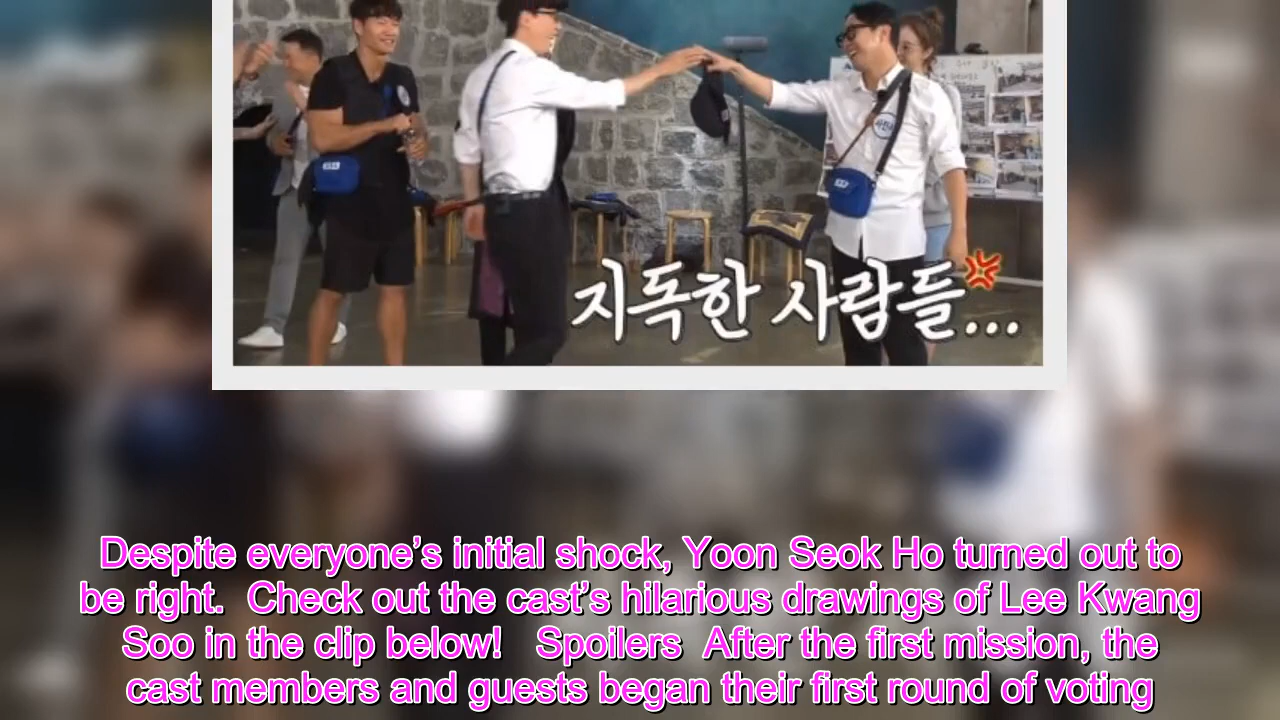 지독한 사람들...
Despite everyone’s initial shock, Yoon Seok Ho turned out to
be right.  Check out the cast’s hilarious drawings of Lee Kwang
Soo in the clip below!   Spoilers  After the first mission, the
cast members and guests began their first round of voting